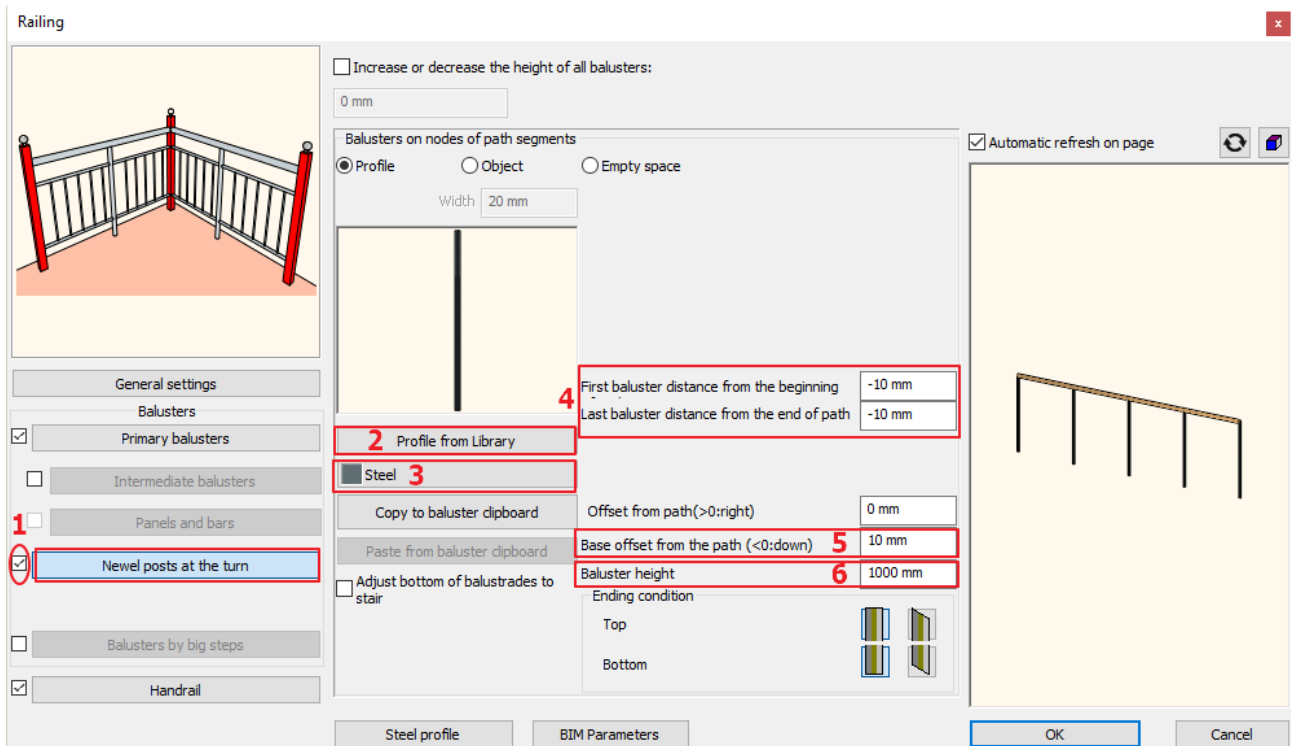 Railing
x
Increase or decrease the height of all balusters:
0 mm
Balusters on nodes of path segments
Profile
Object
Empty space
Width
20 mm
Automatic refresh on page
General settings
Balusters
Primary balusters
Intermediate balusters
1
Panels and bars
Newel posts at the turn
Balusters by big steps
Handrail
4
First baluster distance from the beginning
-10 mm
Last baluster distance from the end of path
-10 mm
2
Profile from Library
Steel
3
Copy to baluster clipboard
Offset from path(>0:right)
0 mm
Paste from baluster clipboard
Base offset from the path (<0:down)
5
10 mm
Adjust bottom of balustrades to
stair
Baluster height
6
1000 mm
Ending condition
Top
Bottom
Steel profile
BIM Parameters
OK
Cancel